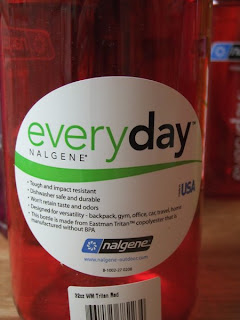 everyday™
NALGENE®
• Tough and impact resistant
• Dishwasher safe and durable
• Won't retain taste and odors
• Designed for versatility - backpack, gym, office, car, travel, home
• This bottle is made from Eastman Tritan™ copolyester that is
manufactured without BPA
USA
nalgene®
www.nalgene-outdoor.com
32oz WM Tritan Red